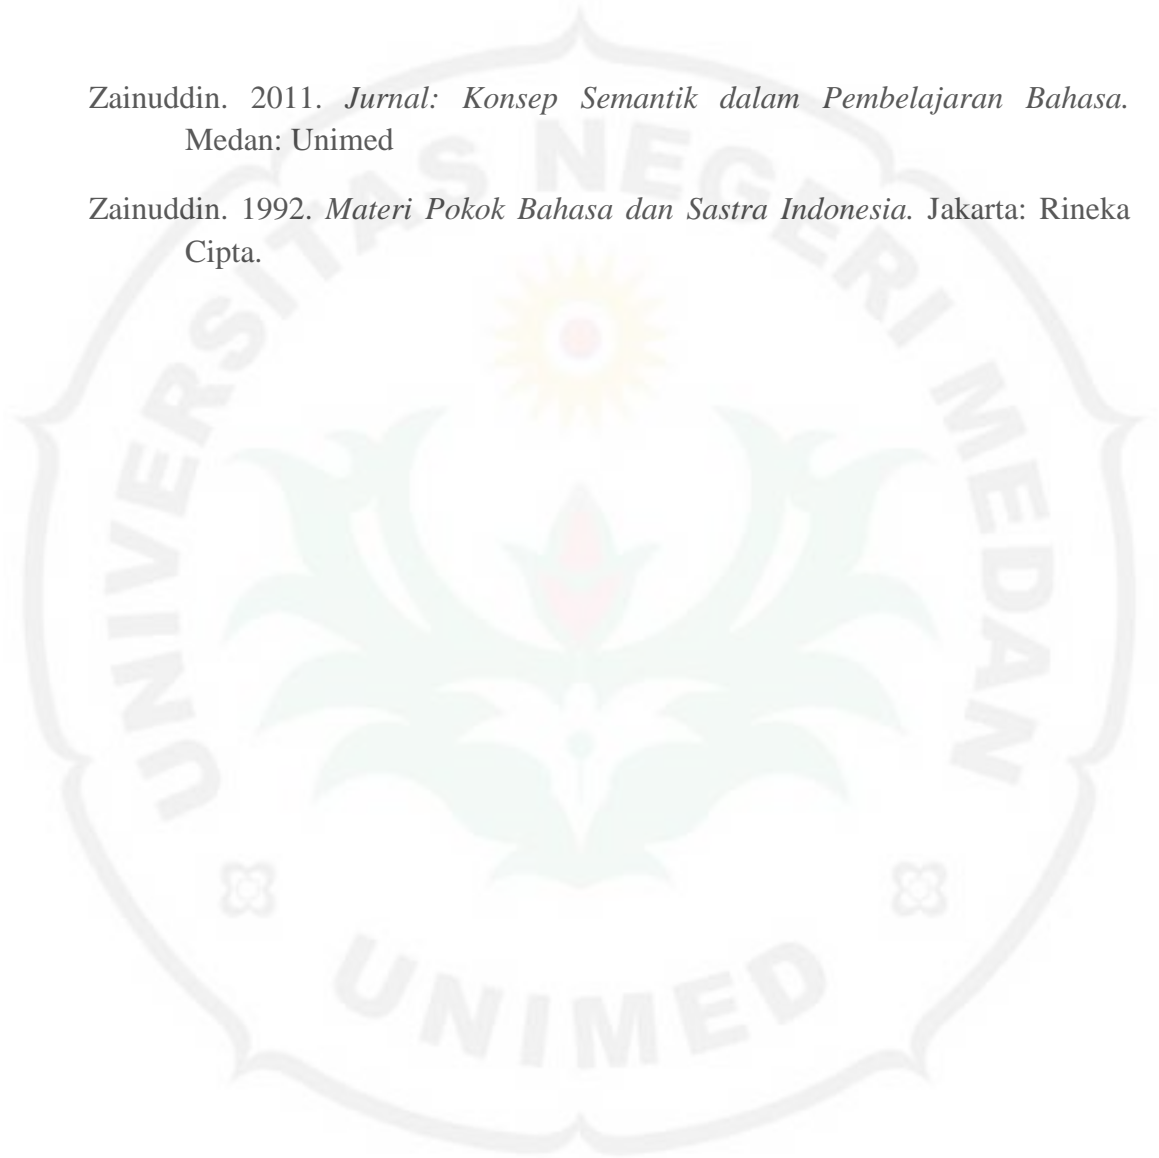 Zainuddin. 2011. Jurnal: Konsep Semantik dalam Pembelajaran Bahasa.
Medan: Unimed
Zainuddin. 1992. Materi Pokok Bahasa dan Sastra Indonesia. Jakarta: Rineka
Cipta.
UNIVERSITAS NEGERI MEDAN
UNIMED